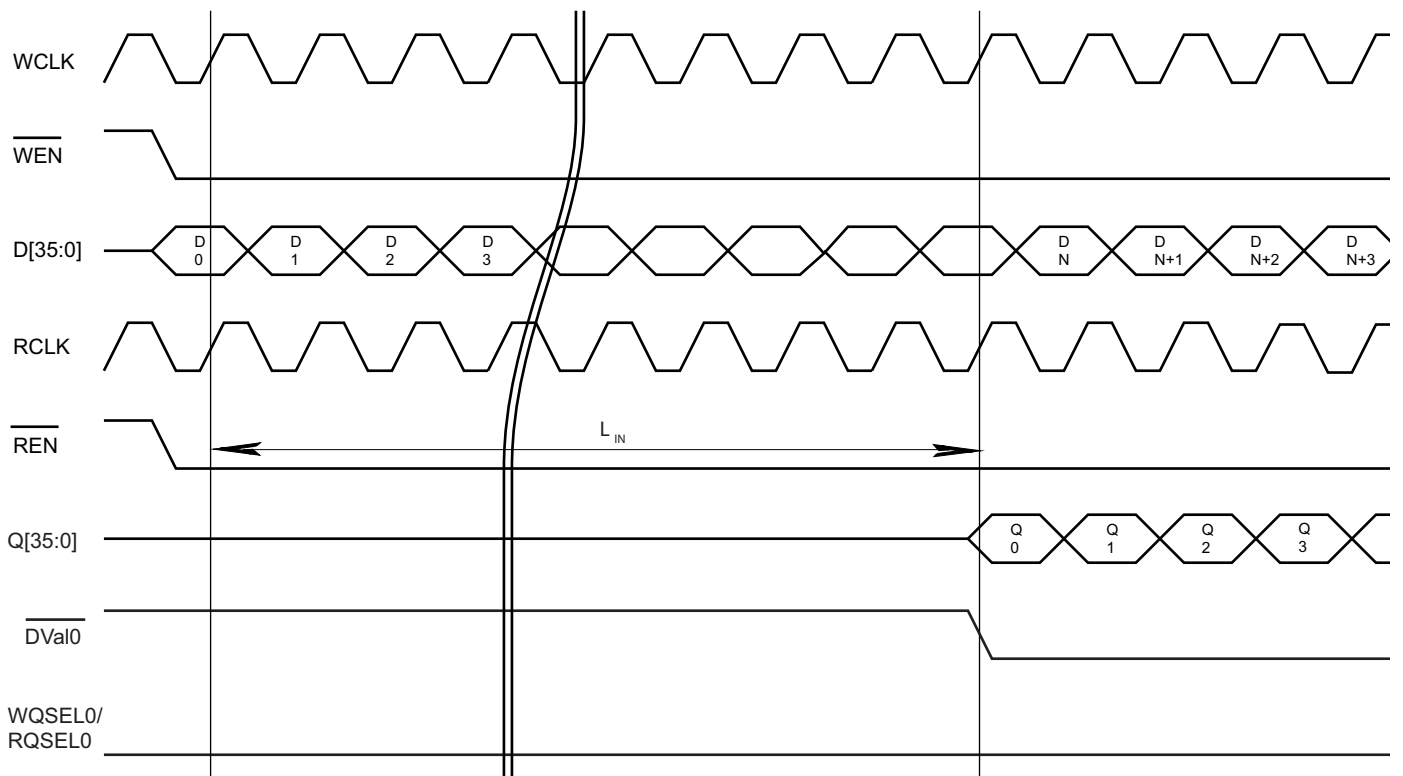 WCLK
WEN
D[35:0]
D
0
D
1
D
2
D
3
D
N
D
N+1
D
N+2
D
N+3
RCLK
REN
L IN
Q[35:0]
Q
0
Q
1
Q
2
Q
3
DVal0
WQSEL0/
RQSEL0